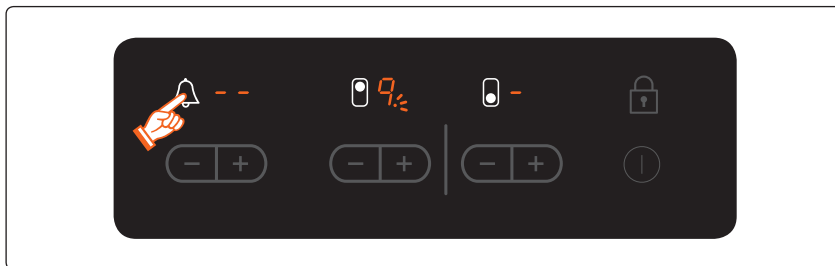 - - 9. -
- + - + - +